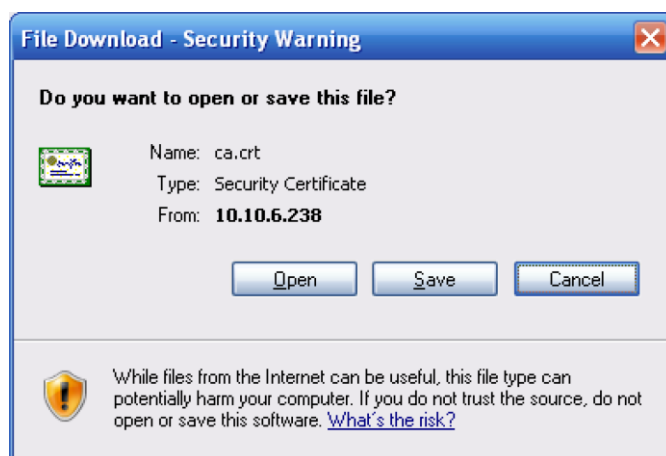 File Download - Security Warning
Do you want to open or save this file?
Name: ca.crt
Type: Security Certificate
From: 10.10.6.238
Open Save Cancel
While files from the Internet can be useful, this file type can
potentially harm your computer. If you do not trust the source, do not
open or save this software. What's the risk?